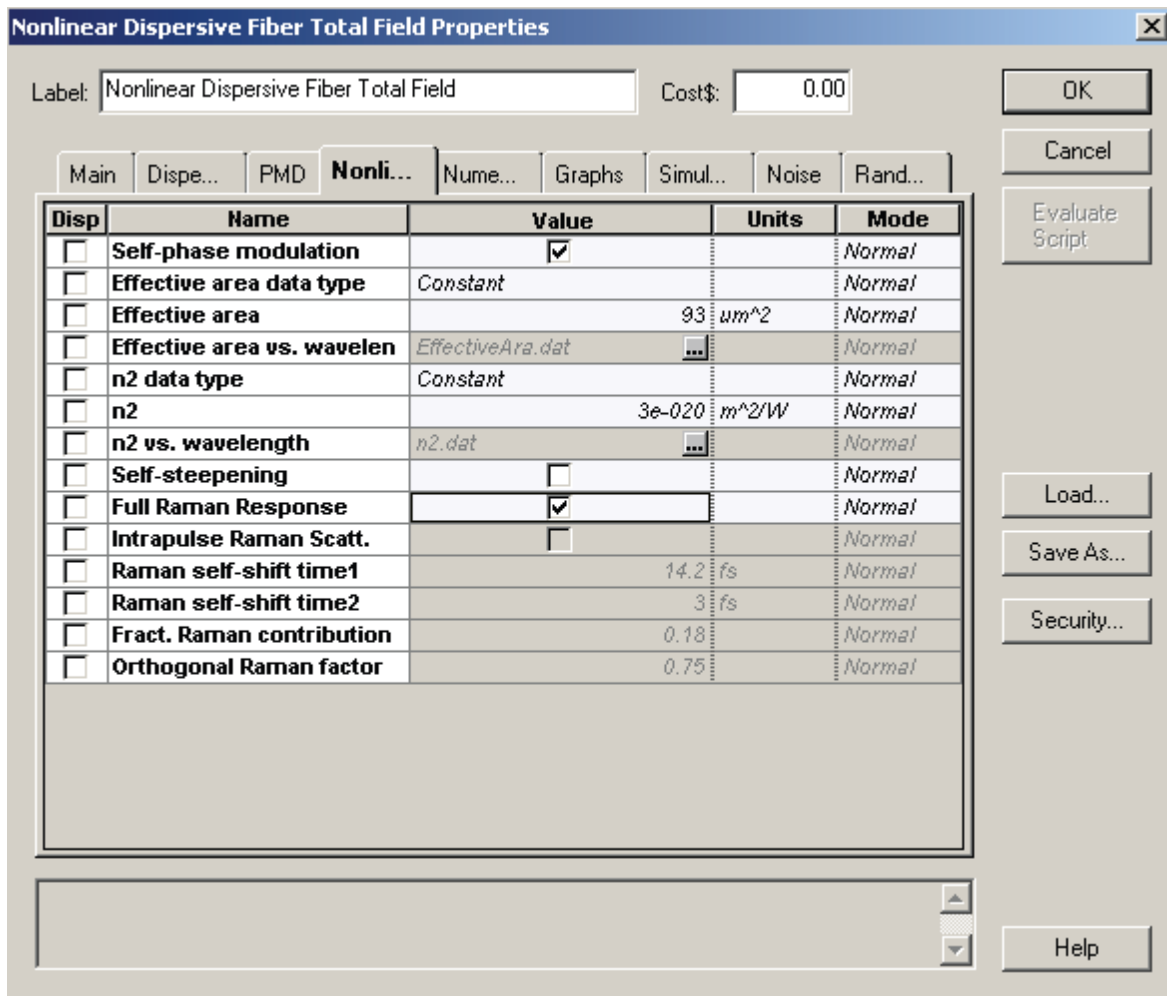 Nonlinear Dispersive Fiber Total Field Properties
Label: Nonlinear Dispersive Fiber Total Field Cost$: 0.00
OK
Cancel
Evaluate Script
Main Dispe... PMD Nonli... Nume... Graphs Simul... Noise Rand...
Disp Name Value Units Mode
Self-phase modulation Normal
Effective area data type Constant Normal
Effective area 93 um^2 Normal
Effective area vs. wavelen EffectiveAra.dat ... Normal
n2 data type Constant Normal
n2 3e-020 m^2/W Normal
n2 vs. wavelength n2.dat ... Normal
Self-steepening Normal
Full Raman Response Normal
Intrapulse Raman Scatt. Normal
Raman self-shift time1 14.2 fs Normal
Raman self-shift time2 3 fs Normal
Fract. Raman contribution 0.18 Normal
Orthogonal Raman factor 0.75 Normal
Load...
Save As...
Security...
Help